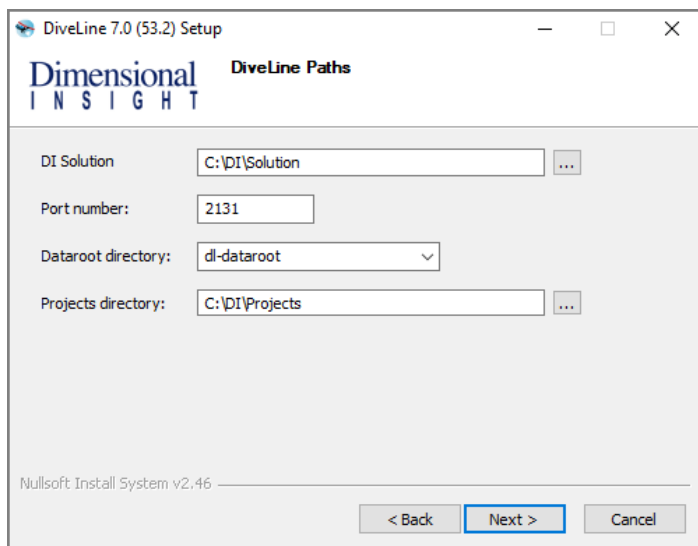 DiveLine 7.0 (53.2) Setup
Dimensional
INSIGHT
DiveLine Paths
DI Solution
C:\DI\Solution
...
Port number:
2131
Dataroot directory:
dl-dataroot
Projects directory:
C:\DI\Projects
...
Nullsoft Install System v2.46
< Back
Next >
Cancel